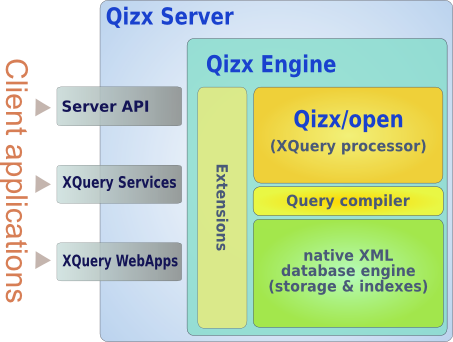 Qizx Server
Client applications
Qizx Engine
Server API
XQuery Services
XQuery WebApps
Extensions
Qizx/open
(XQuery processor)
Query compiler
native XML
database engine
(storage & indexes)